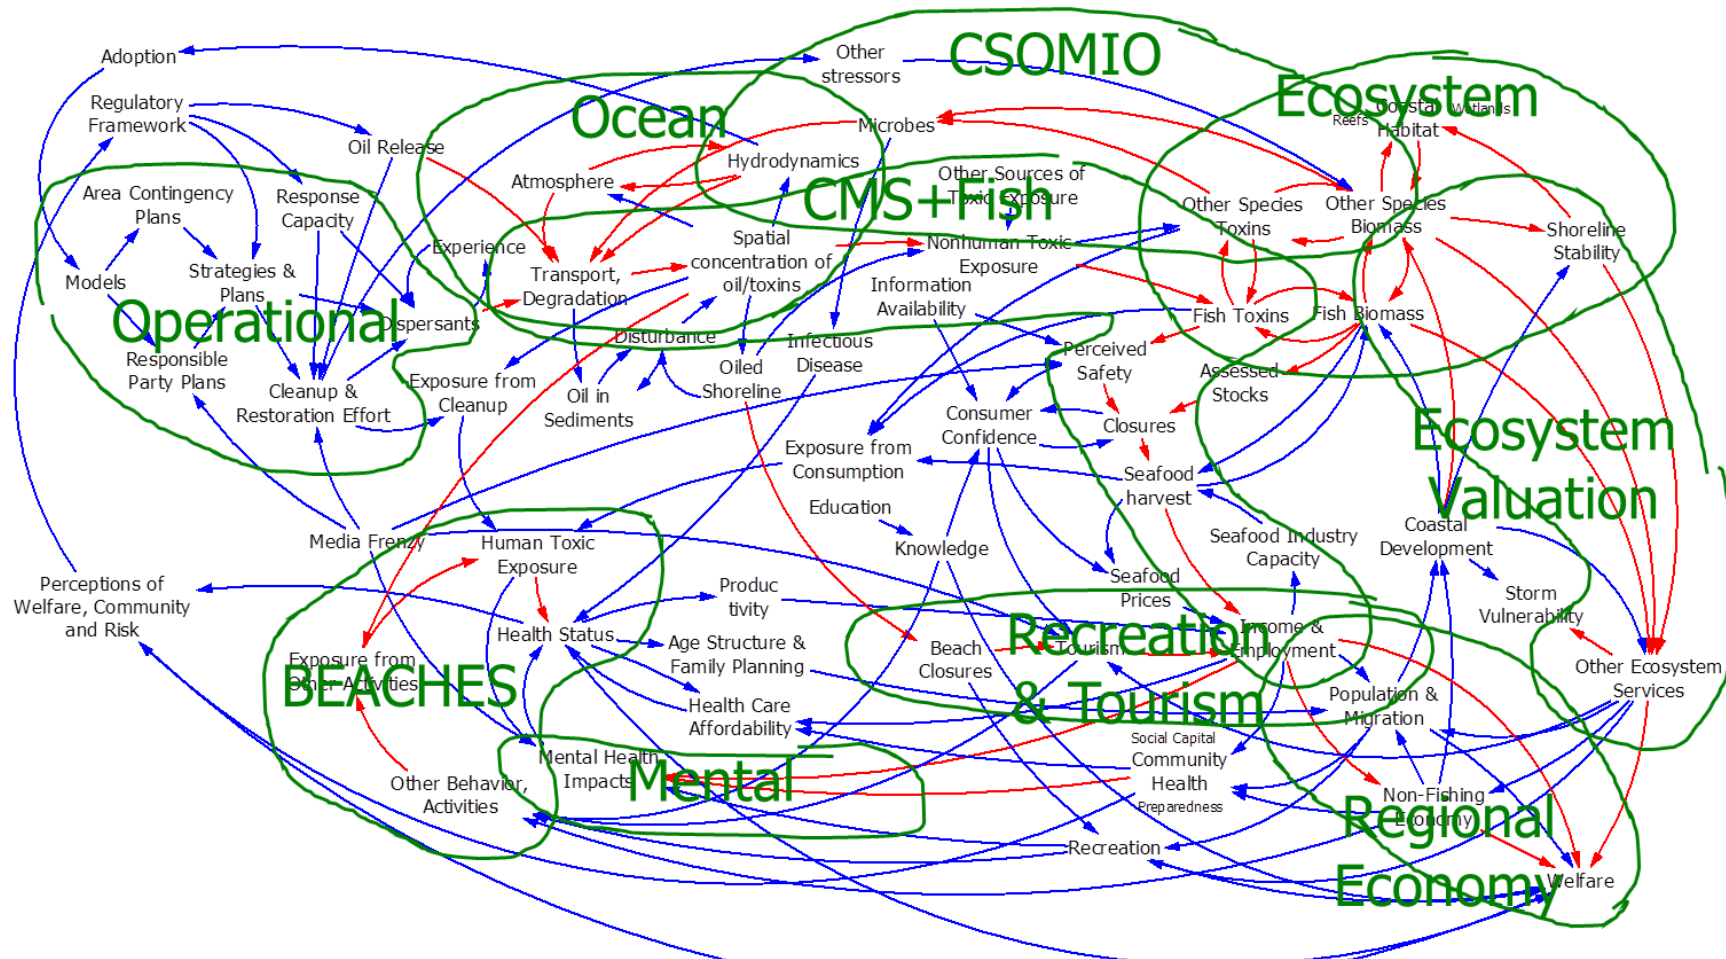 CSOMIO
Adoption
Other
stressors
Ecosystem
Regulatory
Framework
Ocean
Coastal
Habitat
Reefs
Wetlands
Microbes
Oil Release
Hydrodynamics
Atmosphere
CMS+Fish
Other Sources of
Toxic Exposure
Area Contingency
Plans
Response
Capacity
Other Species
Toxins
Other Species
Biomass
Shoreline
Stability
Experience
Spatial
concentration of
oil/toxins
Nonhuman Toxic
Exposure
Models
Strategies &
Plans
Transport,
Degradation
Information
Availability
Operational
Dispersants
Fish Toxins
Fish Biomass
Disturbance
Infectious
Disease
Perceived
Safety
Responsible
Party Plans
Cleanup &
Restoration Effort
Exposure from
Cleanup
Oil in
Sediments
Oiled
Shoreline
Assessed
Stocks
Consumer
Confidence
Closures
Ecosystem
Valuation
Exposure from
Consumption
Seafood
harvest
Education
Media Frenzy
Human Toxic
Exposure
Knowledge
Seafood Industry
Capacity
Coastal
Development
Perceptions of
Welfare, Community
and Risk
Produc
tivity
Seafood
Prices
Storm
Vulnerability
Health Status
Age Structure &
Family Planning
Beach
Closures
Tourism
Recreation
& Tourism
Income &
Employment
Exposure from
Other Activities
BEACHES
Other Ecosystem
Services
Health Care
Affordability
Population &
Migration
Social Capital
Community
Health
Preparedness
Mental Health
Impacts
Mental
Other Behavior,
Activities
Non-Fishing
Economy
Regional
Economy
Recreation
Welfare